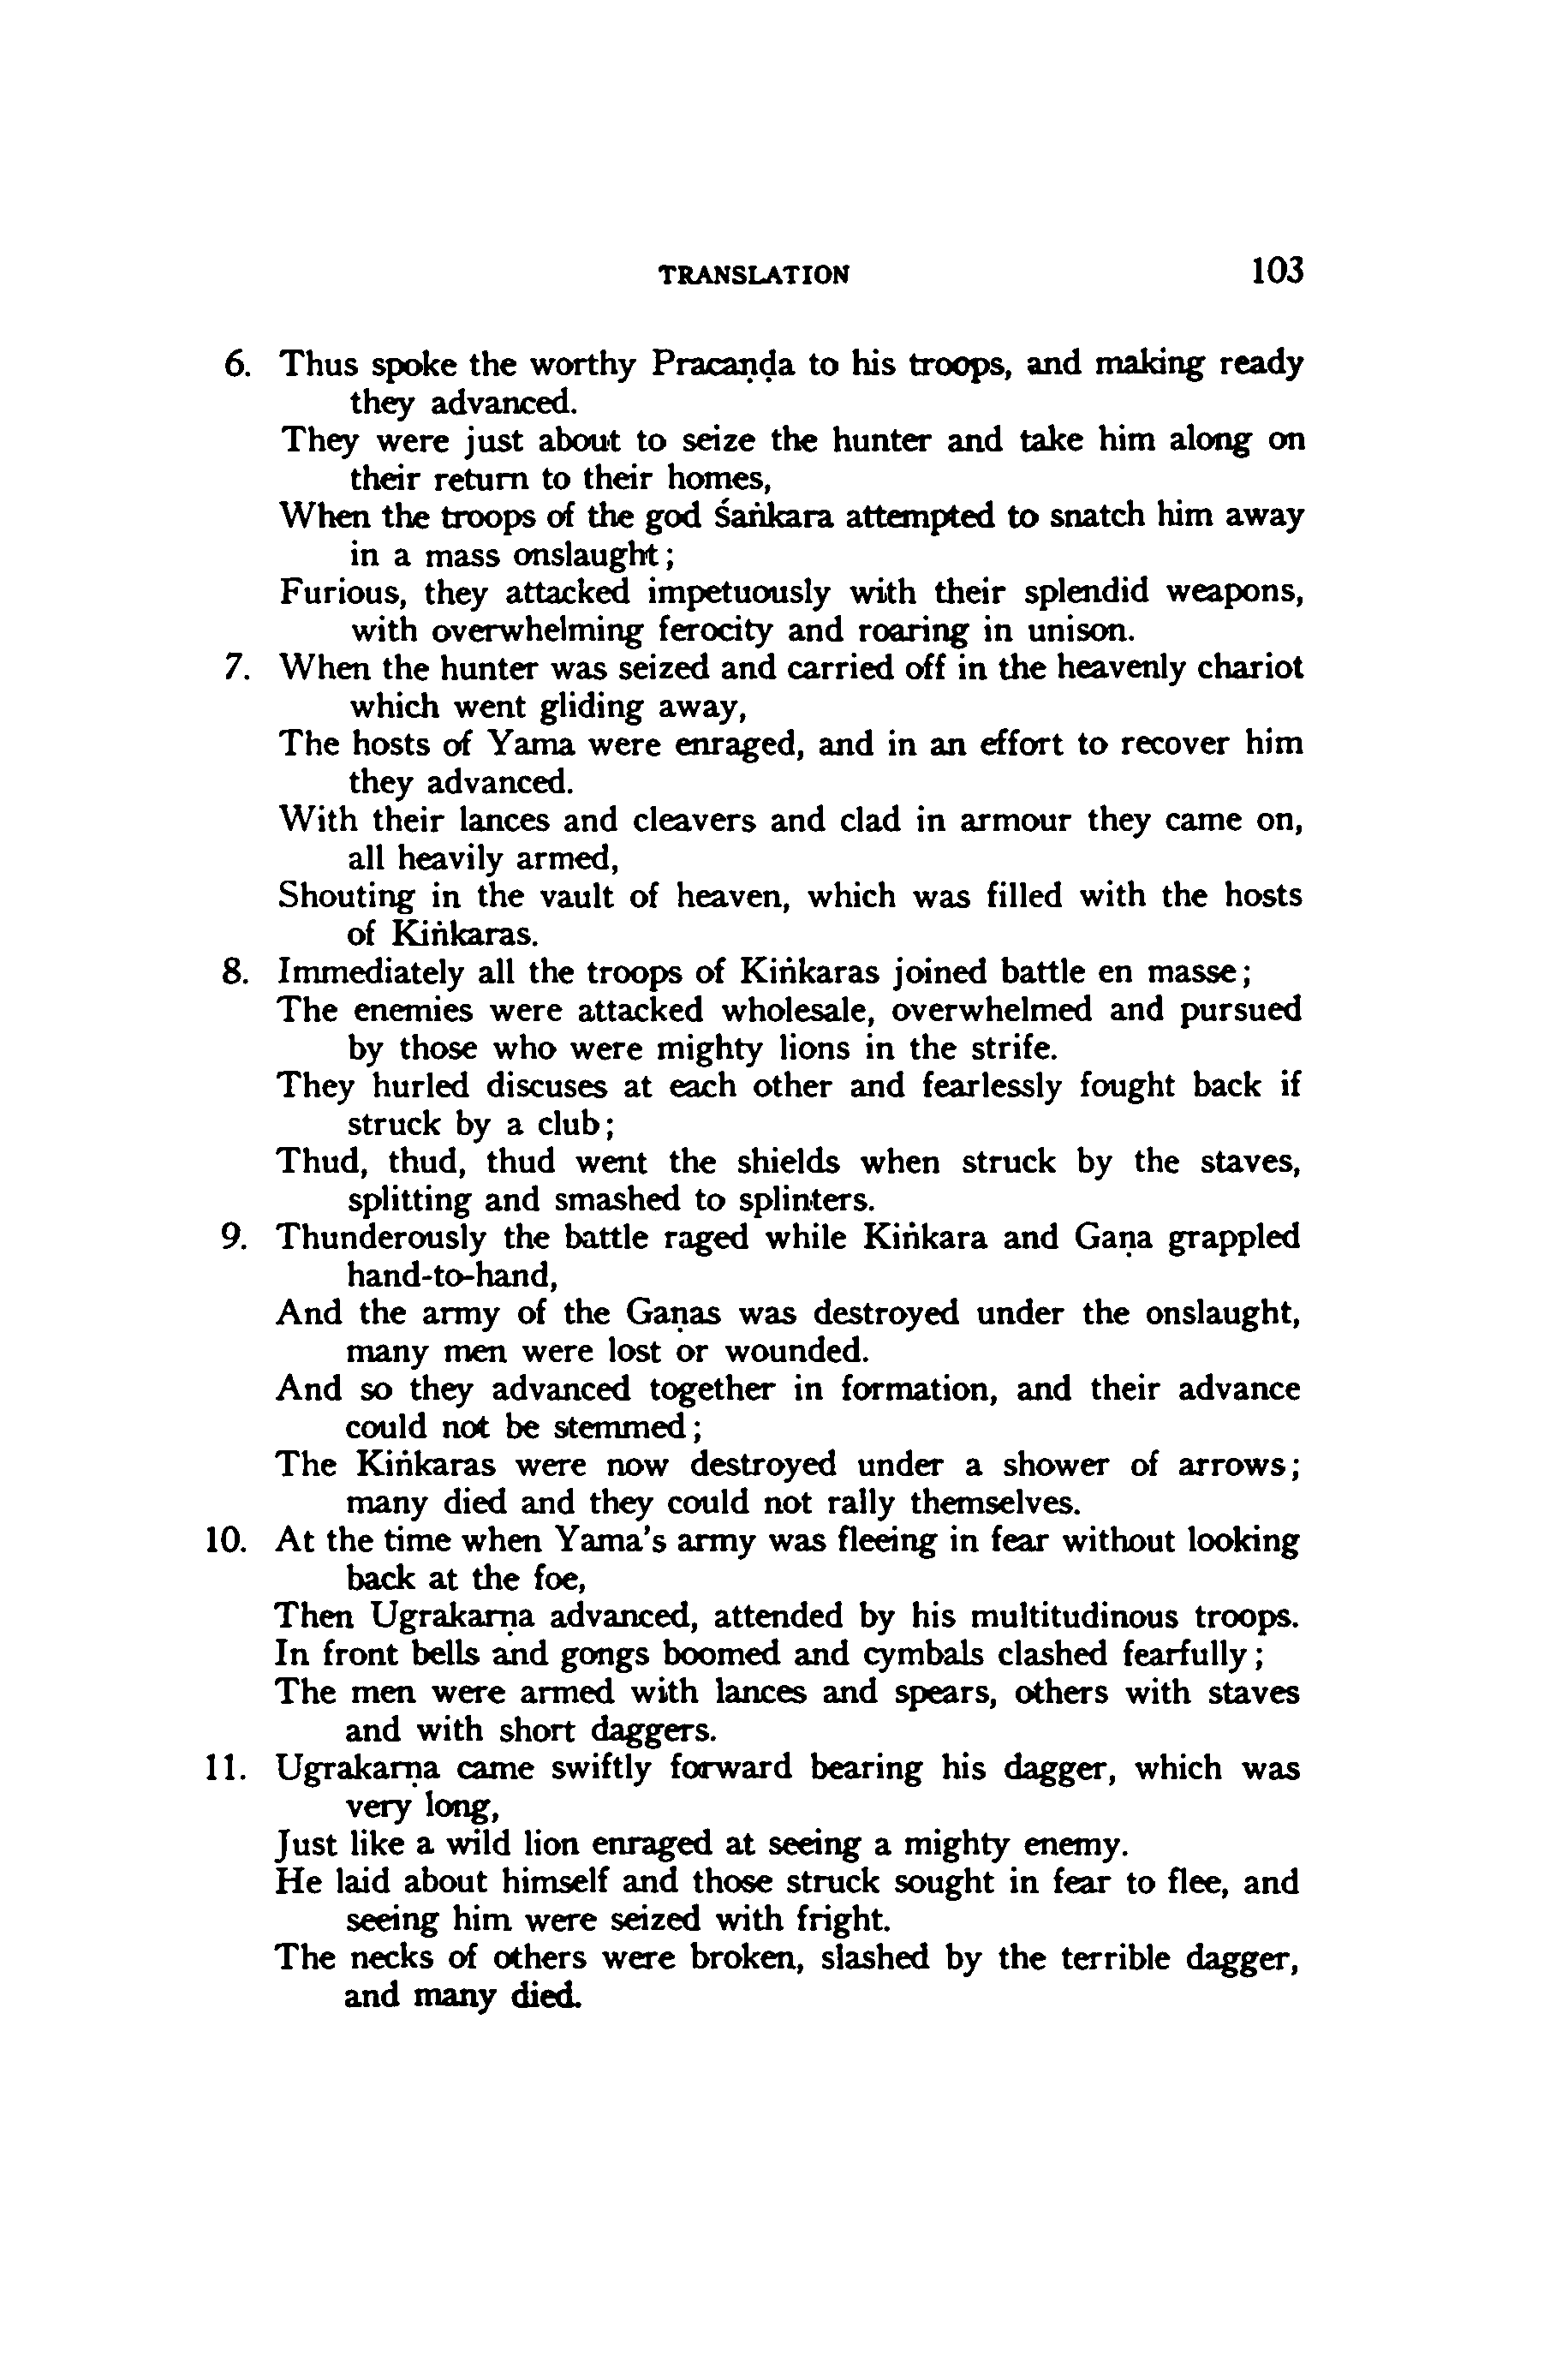 TRANSLATION 103
6. Thus spoke the worthy Pracaṇḍa to his troops, and making ready
they advanced.
They were just about to seize the hunter and take him along on
their return to their homes,
When the troops of the god Śaṅkara attempted to snatch him away
in a mass onslaught;
Furious, they attacked impetuously with their splendid weapons,
with overwhelming ferocity and roaring in unison.
7. When the hunter was seized and carried off in the heavenly chariot
which went gliding away,
The hosts of Yama were enraged, and in an effort to recover him
they advanced.
With their lances and cleavers and clad in armour they came on,
all heavily armed,
Shouting in the vault of heaven, which was filled with the hosts
of Kiṅkaras.
8. Immediately all the troops of Kiṅkaras joined battle en masse;
The enemies were attacked wholesale, overwhelmed and pursued
by those who were mighty lions in the strife.
They hurled discuses at each other and fearlessly fought back if
struck by a club;
Thud, thud, thud went the shields when struck by the staves,
splitting and smashed to splinters.
9. Thunderously the battle raged while Kiṅkara and Gaṇa grappled
hand-to-hand,
And the army of the Gaṇas was destroyed under the onslaught,
many men were lost or wounded.
And so they advanced together in formation, and their advance
could not be stemmed;
The Kiṅkaras were now destroyed under a shower of arrows;
many died and they could not rally themselves.
10. At the time when Yama's army was fleeing in fear without looking
back at the foe,
Then Ugrakarṇa advanced, attended by his multitudinous troops.
In front bells and gongs boomed and cymbals clashed fearfully;
The men were armed with lances and spears, others with staves
and with short daggers.
11. Ugrakarṇa came swiftly forward bearing his dagger, which was
very long,
Just like a wild lion enraged at seeing a mighty enemy.
He laid about himself and those struck sought in fear to flee, and
seeing him were seized with fright.
The necks of others were broken, slashed by the terrible dagger,
and many died.